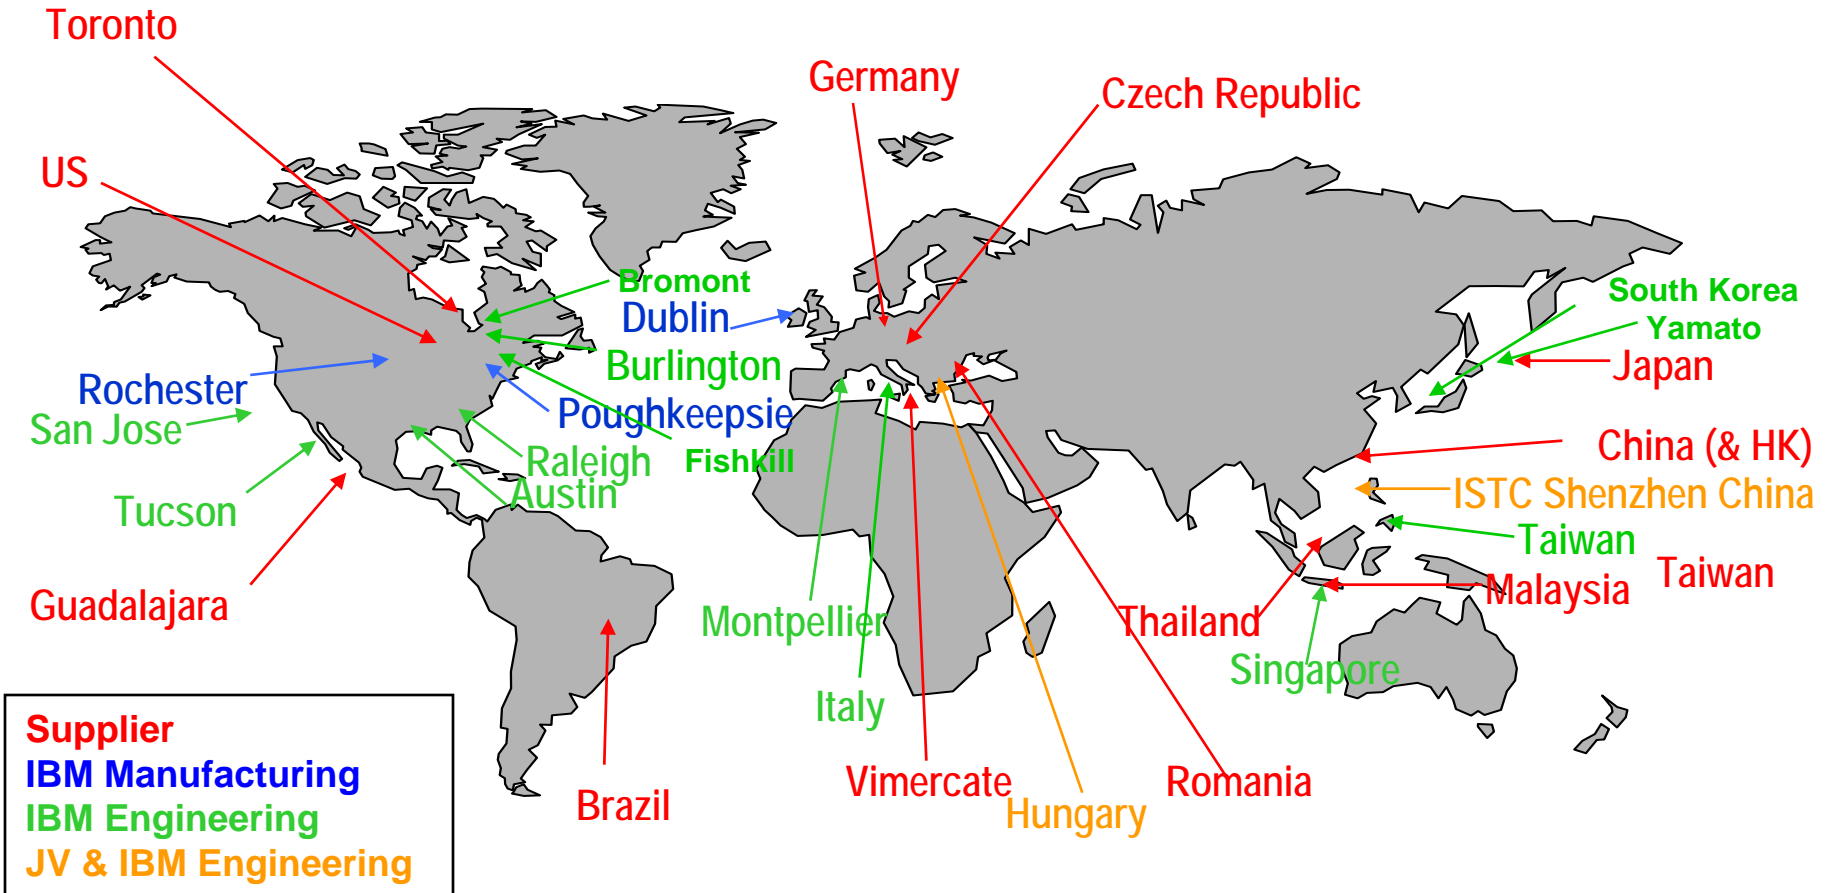 Toronto
Germany
Czech Republic
US
Bromont
South Korea
Dublin
Yamato
Burlington
Japan
Rochester
Poughkeepsie
San Jose
China (& HK)
Raleigh
Fishkill
Austin
ISTC Shenzhen China
Tucson
Taiwan
Taiwan
Malaysia
Guadalajara
Montpellier
Thailand
Singapore
Italy
Vimercate
Romania
Brazil
Hungary
Supplier
IBM Manufacturing
IBM Engineering
JV & IBM Engineering